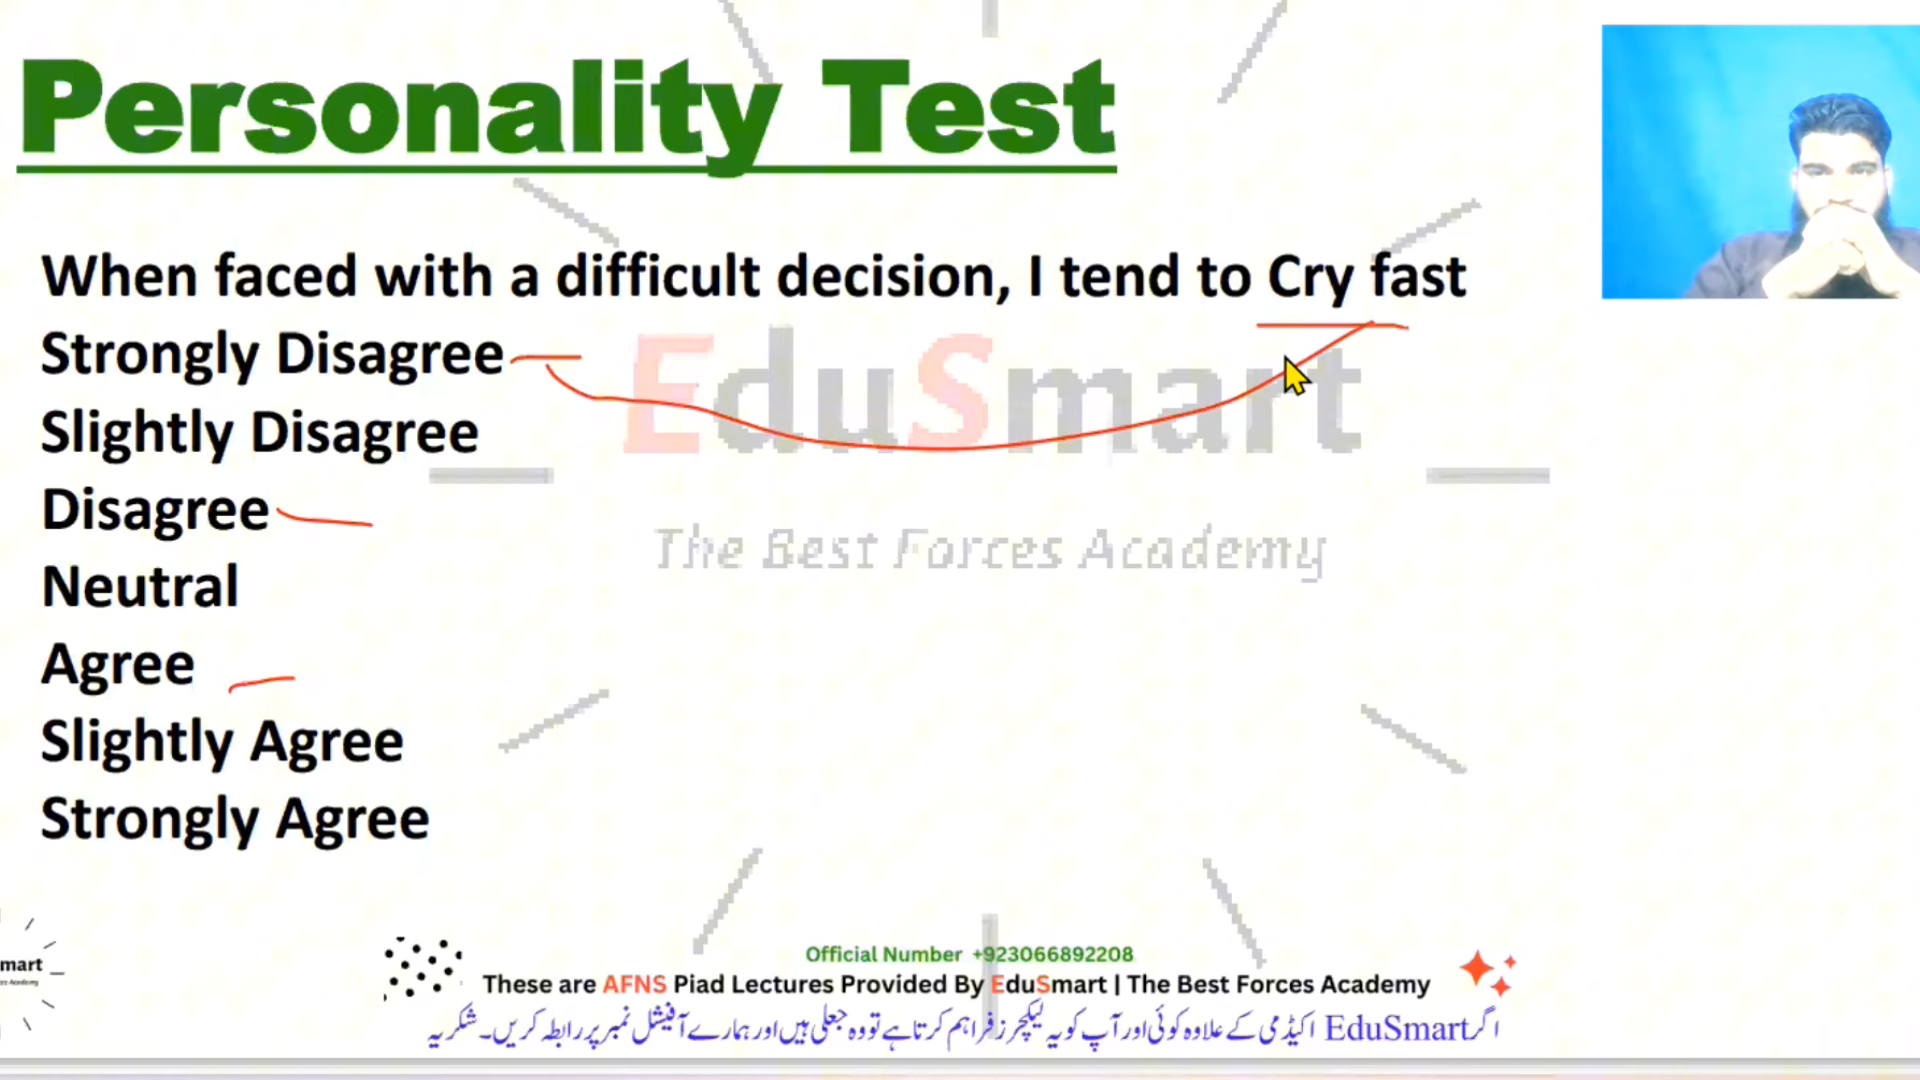 Personality Test
When faced with a difficult decision, I tend to Cry fast
Strongly Disagree
Slightly Disagree
Disagree
Neutral
Agree
Slightly Agree
Strongly Agree
EduSmart
The Best Forces Academy
mart
Official Number +923066892208
These are AFNS Piad Lectures Provided By EduSmart | The Best Forces Academy
اگر EduSmart اکیڈمی کے علاوہ کوئی اور آپ کو یہ لیکچرز فراہم کرتا ہے تو وہ جعلی ہیں اور ہمارے آفیشل نمبر پر رابطہ کریں۔ شکریہ